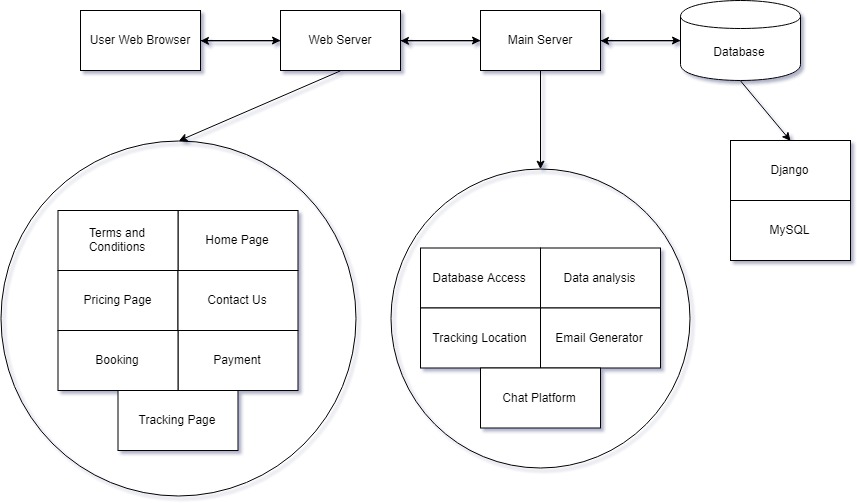 User Web Browser
Web Server
Main Server
Database
Django
MySQL
Terms and
Conditions
Home Page
Pricing Page
Contact Us
Booking
Payment
Tracking Page
Database Access
Data analysis
Tracking Location
Email Generator
Chat Platform